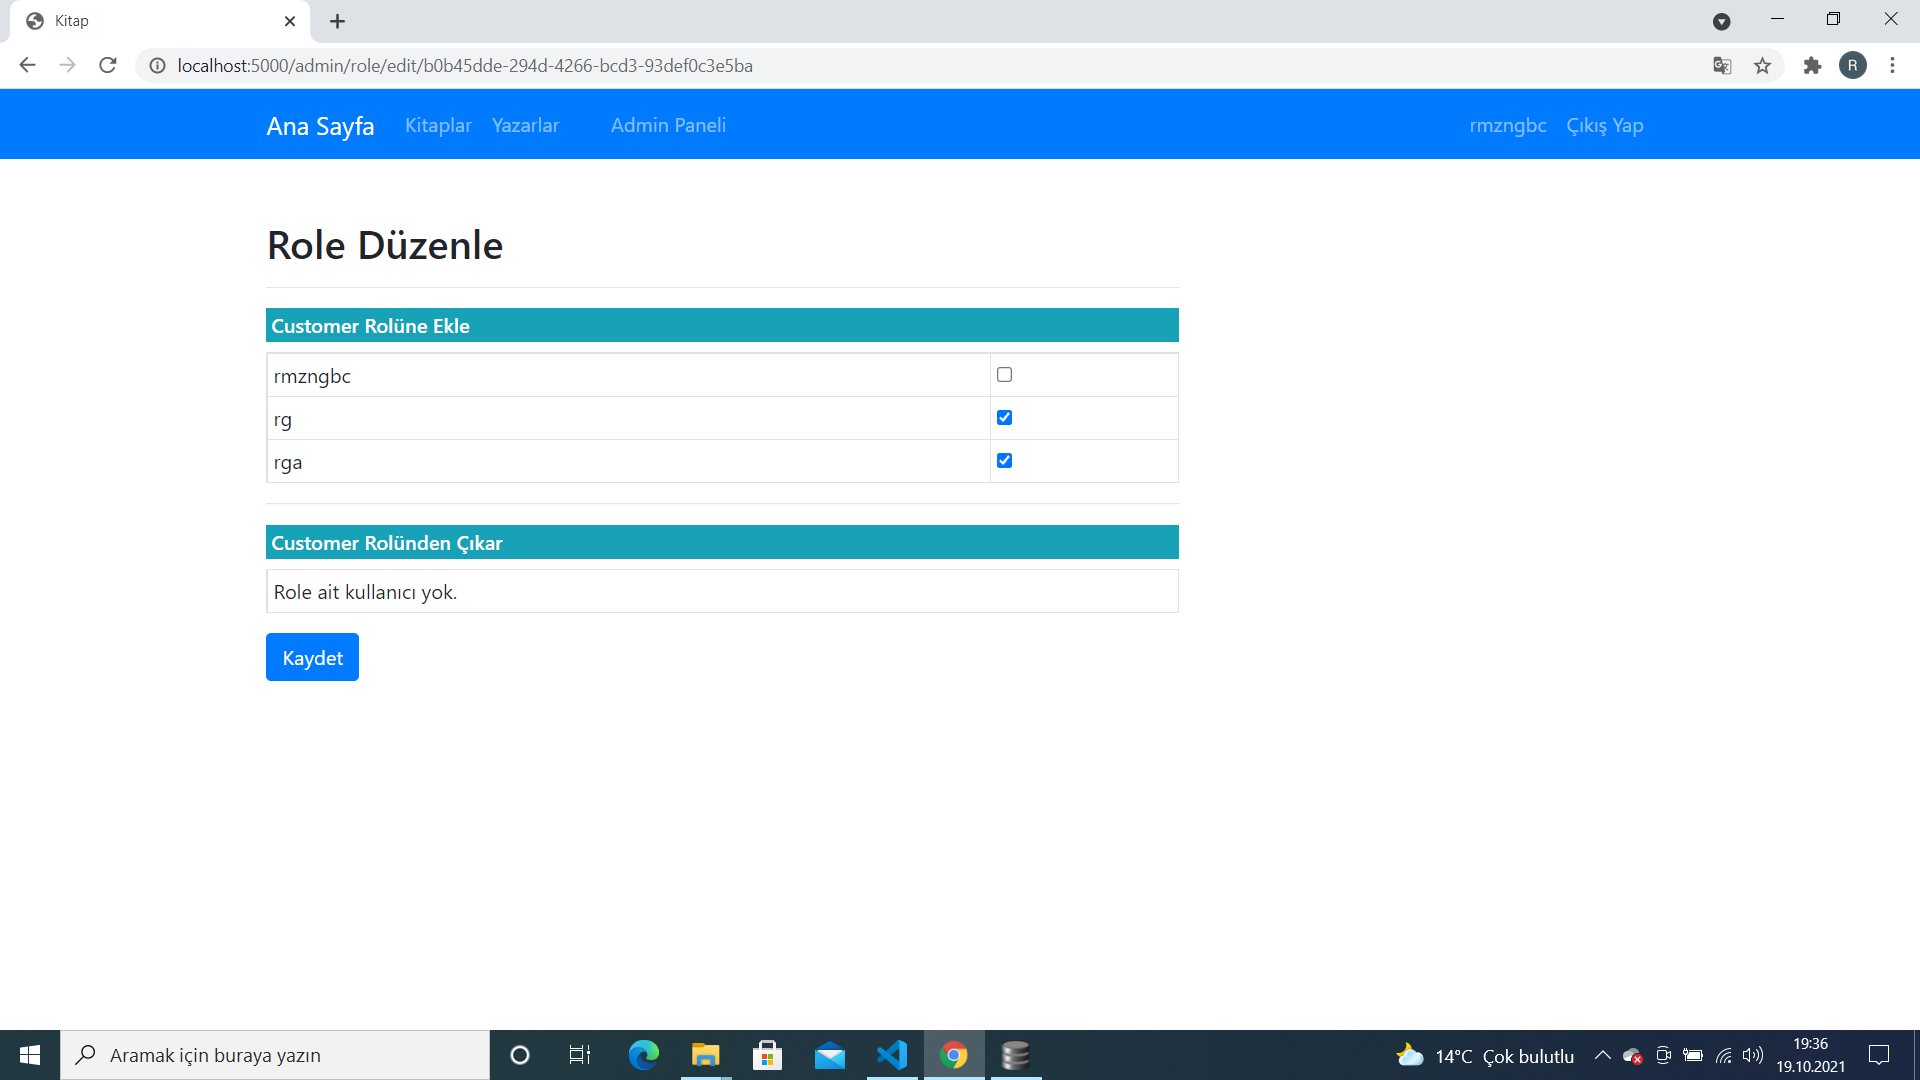 Kitap
localhost:5000/admin/role/edit/b0b45dde-294d-4266-bcd3-93def0c3e5ba
R
Ana Sayfa Kitaplar Yazarlar Admin Paneli rmzngbc Çıkış Yap
Role Düzenle
Customer Rolüne Ekle
rmzngbc
rg
rga
Customer Rolünden Çıkar
Role ait kullanıcı yok.
Kaydet
Aramak için buraya yazın
14°C Çok bulutlu
19:36
19.10.2021